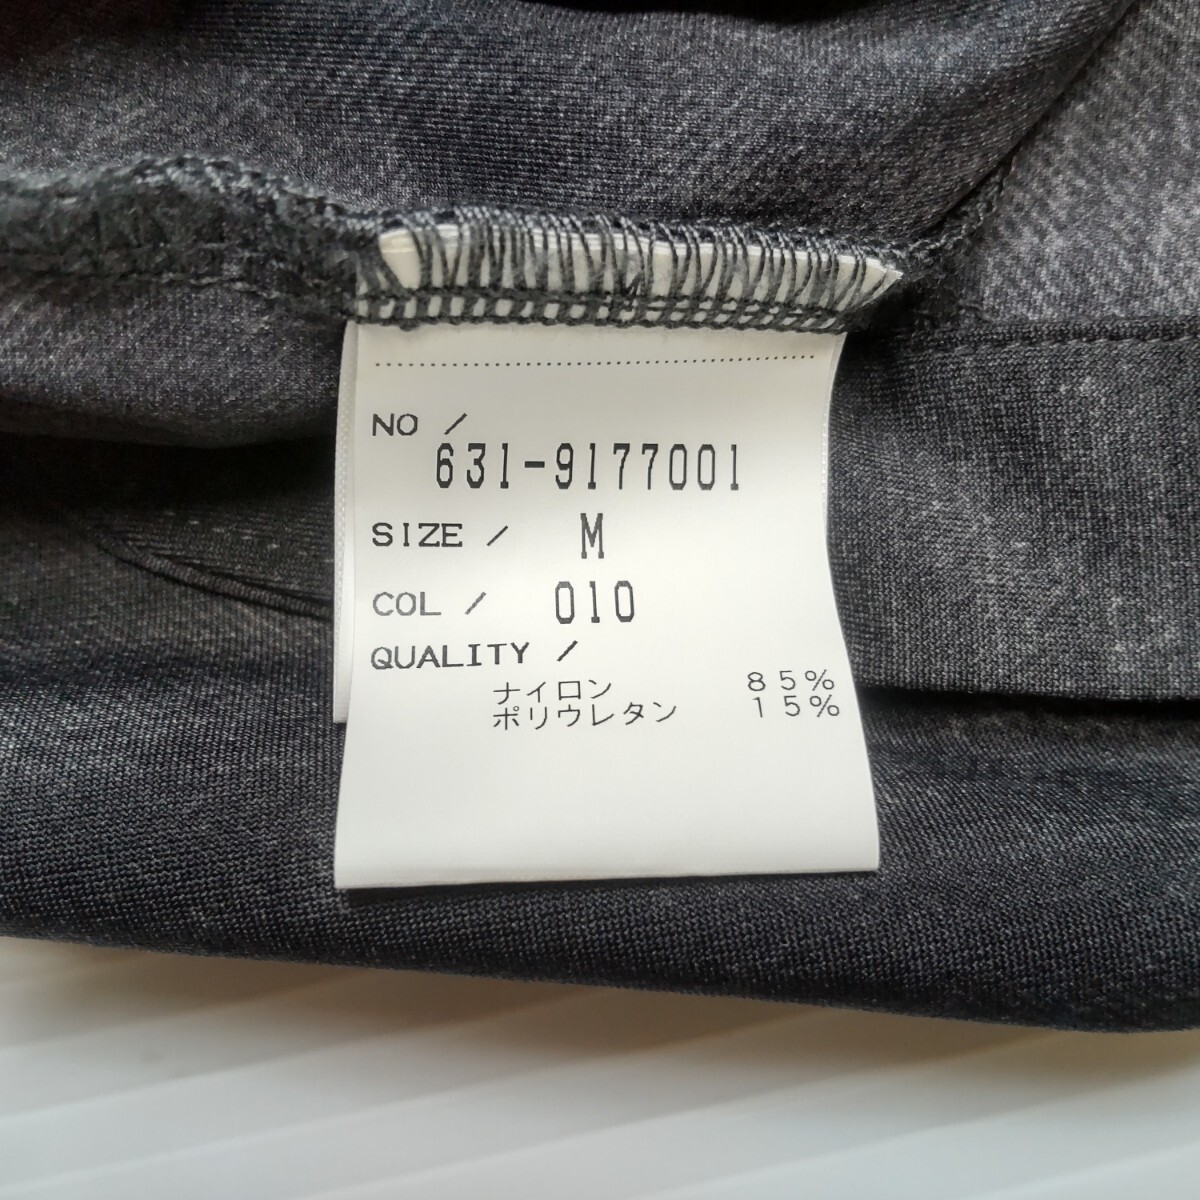 NO /
631-9177001
SIZE / M
COL / 010
QUALITY /
ナイロン 85%
ポリウレタン 15%